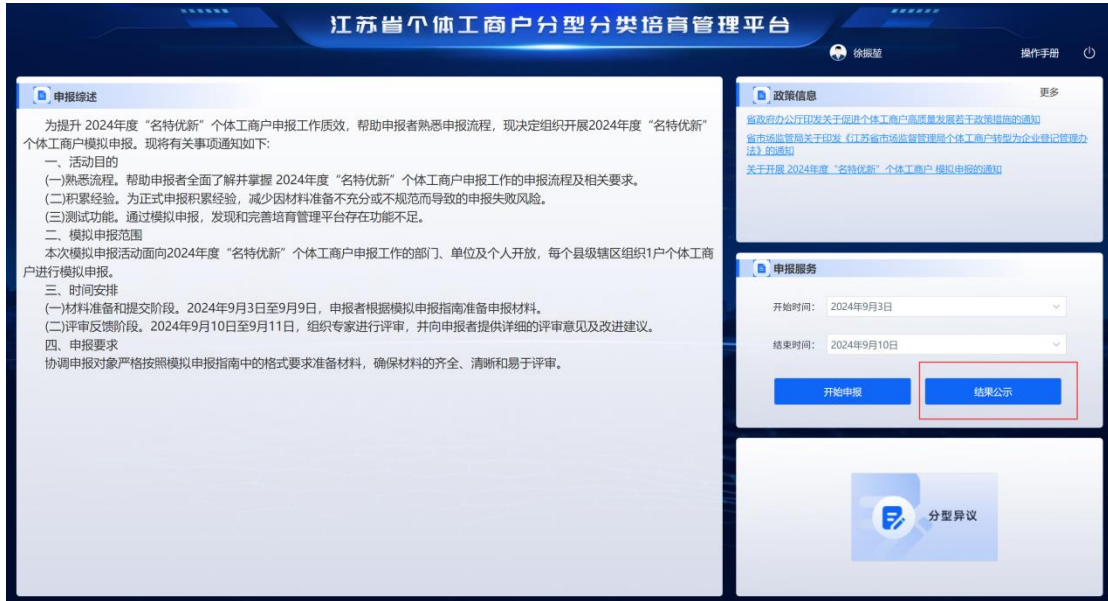 江苏省个体工商户分型分类培育管理平台
徐振堃
操作手册
申报综述
为提升 2024年度“名特优新”个体工商户申报工作质效，帮助申报者熟悉申报流程，现决定组织开展2024年度“名特优新”
个体工商户模拟申报。现将有关事项通知如下:
一、活动目的
(一)熟悉流程。帮助申报者全面了解并掌握 2024年度“名特优新”个体工商户申报工作的申报流程及相关要求。
(二)积累经验。为正式申报积累经验，减少因材料准备不充分或不规范而导致的申报失败风险。
(三)测试功能。通过模拟申报，发现和完善培育管理平台存在功能不足。
二、模拟申报范围
本次模拟申报活动面向2024年度“名特优新”个体工商户申报工作的部门、单位及个人开放，每个县级辖区组织1户个体工商
户进行模拟申报。
三、时间安排
(一)材料准备和提交阶段。2024年9月3日至9月9日，申报者根据模拟申报指南准备申报材料。
(二)评审反馈阶段。2024年9月10日至9月11日，组织专家进行评审，并向申报者提供详细的评审意见及改进建议。
四、申报要求
协调申报对象严格按照模拟申报指南中的格式要求准备材料，确保材料的齐全、清晰和易于评审。
政策信息
更多
省政府办公厅印发关于促进个体工商户高质量发展若干政策措施的通知
省市场监管局关于印发《江苏省市场监督管理局个体工商户转型为企业登记管理办
法》的通知
关于开展 2024年度“名特优新”个体工商户 模拟申报的通知
申报服务
开始时间: 2024年9月3日
结束时间: 2024年9月10日
开始申报
结果公示
分型异议